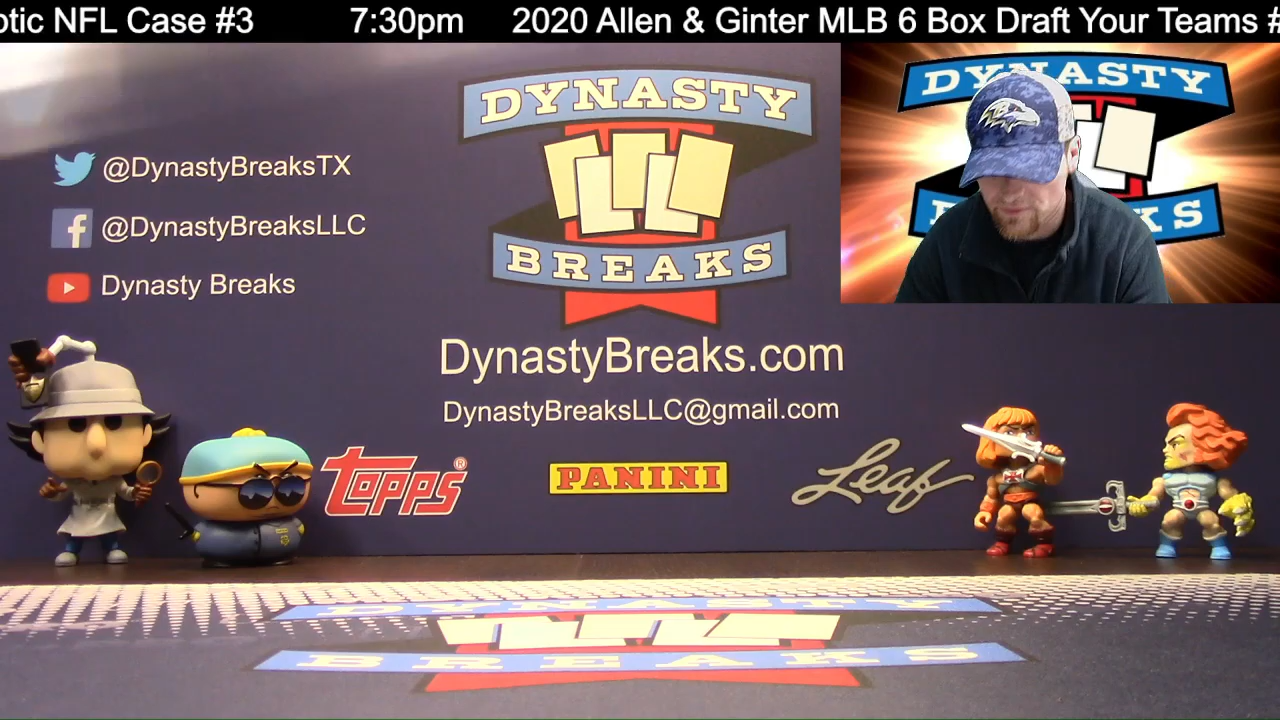 otic NFL Case #3 7:30pm 2020 Allen & Ginter MLB 6 Box Draft Your Teams #
DYNASTY
BREAKS
@DynastyBreaksTX
@DynastyBreaksLLC
Dynasty Breaks
DynastyBreaks.com
DynastyBreaksLLC@gmail.com
TOPPS®
PANINI
Leaf
DYNASTY
KS
DYNASTY
BREAKS